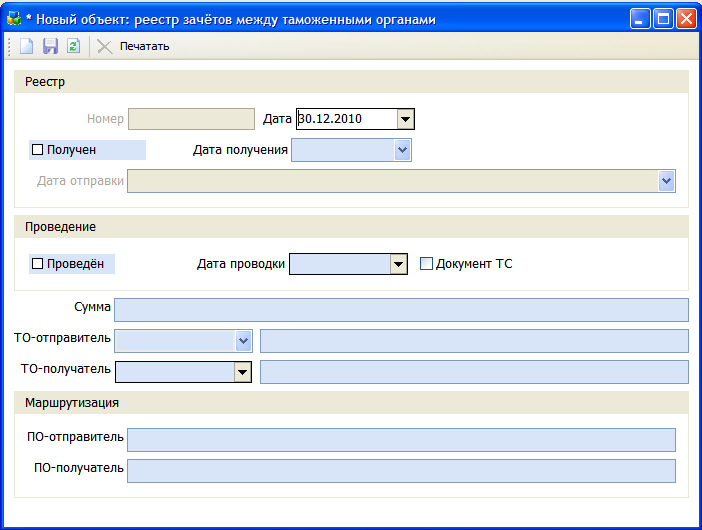 * Новый объект: реестр зачётов между таможенными органами
Печатать
Реестр
Номер Дата 30.12.2010
Получен Дата получения
Дата отправки
Проведение
Проведён Дата проводки Документ ТС
Сумма
ТО-отправитель
ТО-получатель
Маршрутизация
ПО-отправитель
ПО-получатель